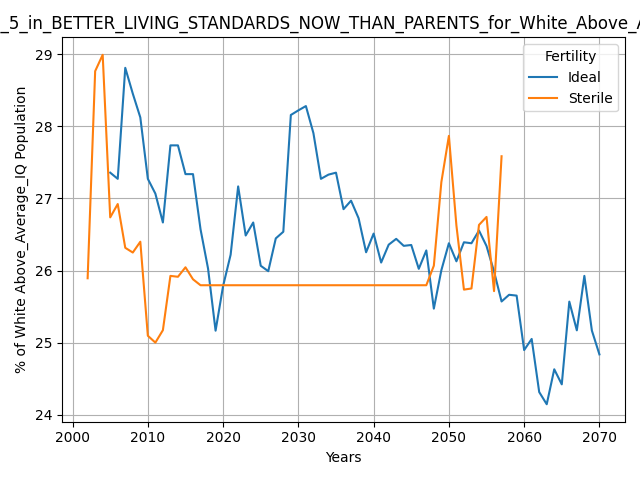 _5_in_BETTER_LIVING_STANDARDS_NOW_THAN_PARENTS_for_White_Above_A
Fertility
Ideal
Sterile
% of White Above_Average_IQ Population
29
28
27
26
25
24
2000
2010
2020
2030
2040
2050
2060
2070
Years